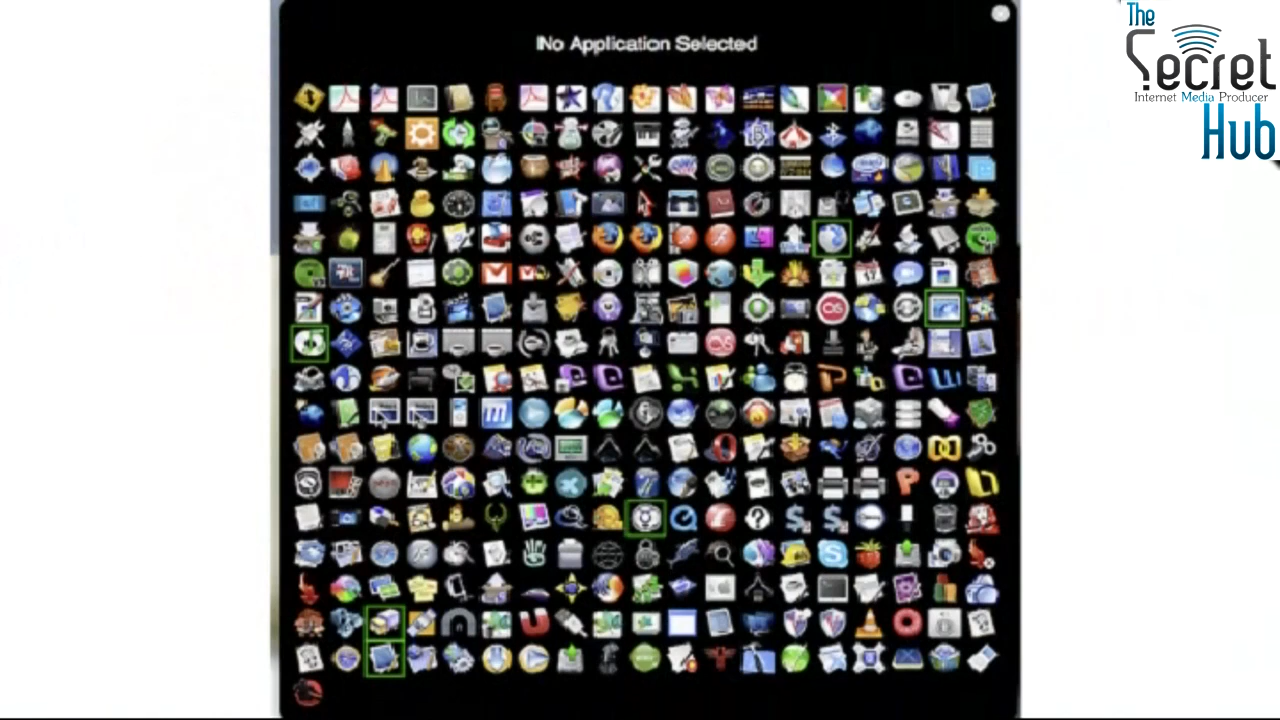 No Application Selected
The
Secret
Internet Media Producer
Hub